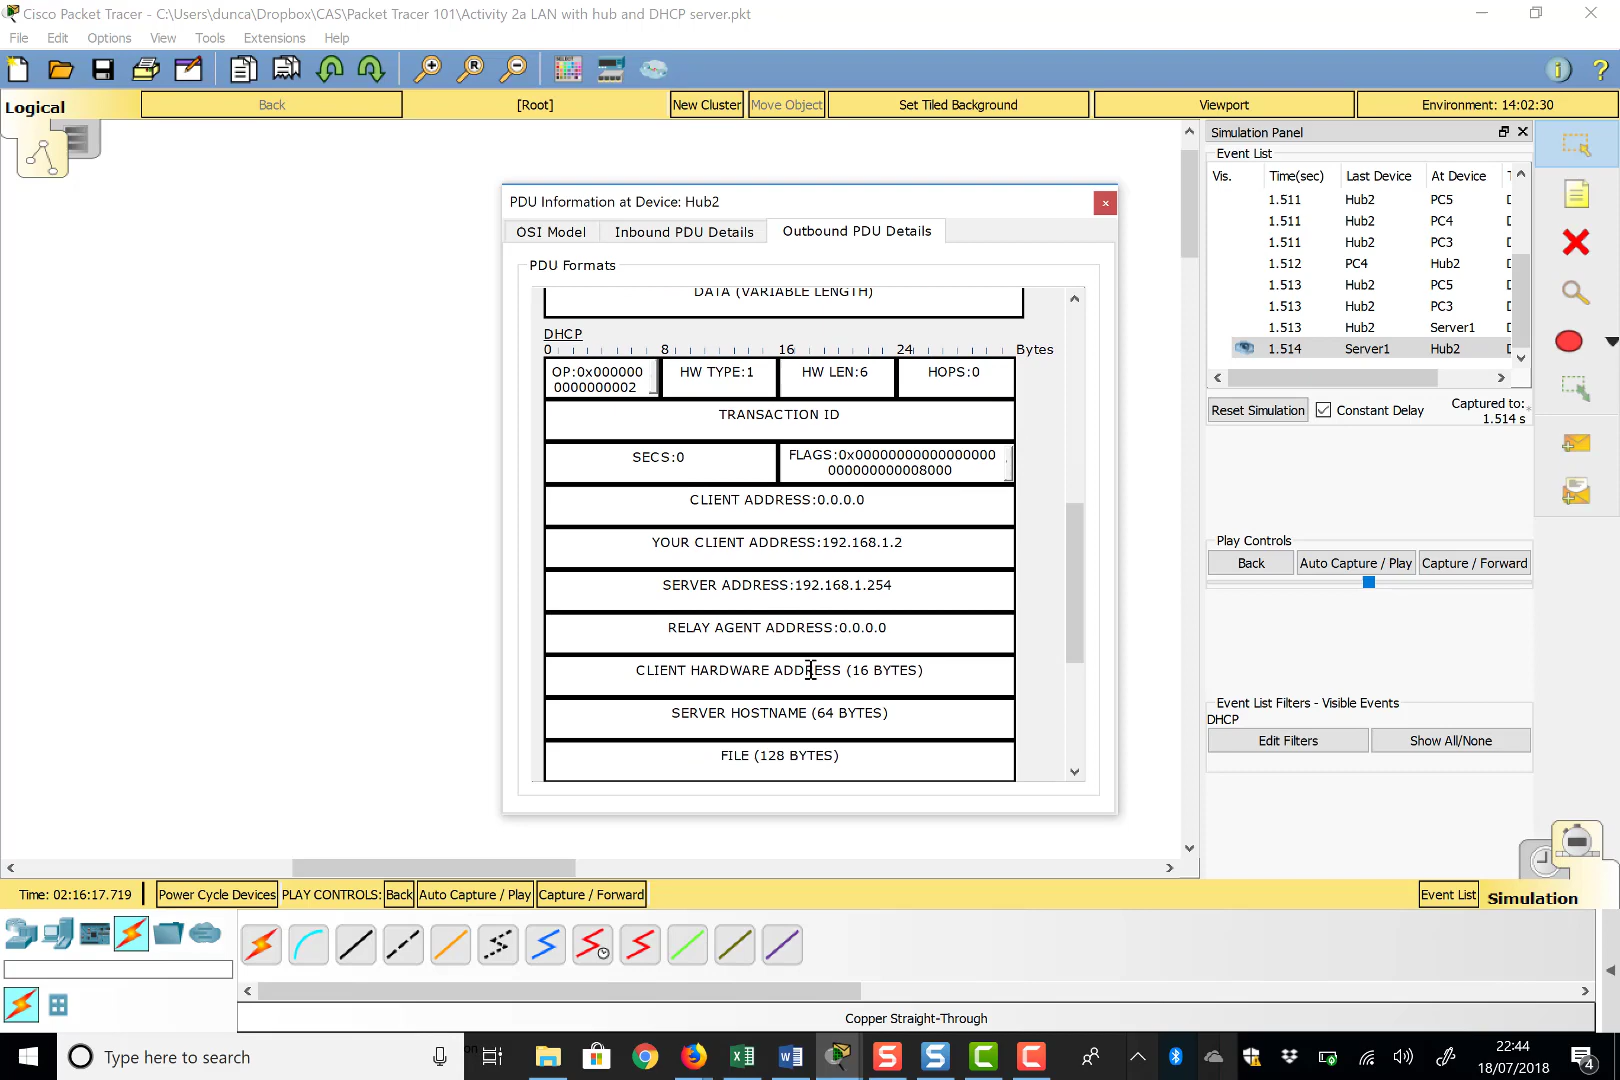 Cisco Packet Tracer - C:\Users\dunca\Dropbox\CAS\Packet Tracer 101\Activity 2a LAN with hub and DHCP server.pkt
File Edit Options View Tools Extensions Help
Logical Back [Root] New Cluster Move Object Set Tiled Background Viewport Environment: 14:02:30
PDU Information at Device: Hub2
OSI Model Inbound PDU Details Outbound PDU Details
PDU Formats
DATA (VARIABLE LENGTH)
DHCP
0 8 16 24 Bytes
OP:0x000000
0000000002
HW TYPE:1 HW LEN:6 HOPS:0
TRANSACTION ID
SECS:0
FLAGS:0x00000000000000000
000000000008000
CLIENT ADDRESS:0.0.0.0
YOUR CLIENT ADDRESS:192.168.1.2
SERVER ADDRESS:192.168.1.254
RELAY AGENT ADDRESS:0.0.0.0
CLIENT HARDWARE ADDRESS (16 BYTES)
SERVER HOSTNAME (64 BYTES)
FILE (128 BYTES)
Simulation Panel
Event List
Vis. Time(sec) Last Device At Device
1.511 Hub2 PC5
1.511 Hub2 PC4
1.511 Hub2 PC3
1.512 PC4 Hub2
1.513 Hub2 PC5
1.513 Hub2 PC3
1.513 Hub2 Server1
1.514 Server1 Hub2
Reset Simulation Constant Delay
Captured to:
1.514 s
Play Controls
Back Auto Capture / Play Capture / Forward
Event List Filters - Visible Events
DHCP
Edit Filters Show All/None
Time: 02:16:17.719 Power Cycle Devices PLAY CONTROLS: Back Auto Capture / Play Capture / Forward Event List Simulation
Copper Straight-Through
Type here to search
22:44
18/07/2018
4